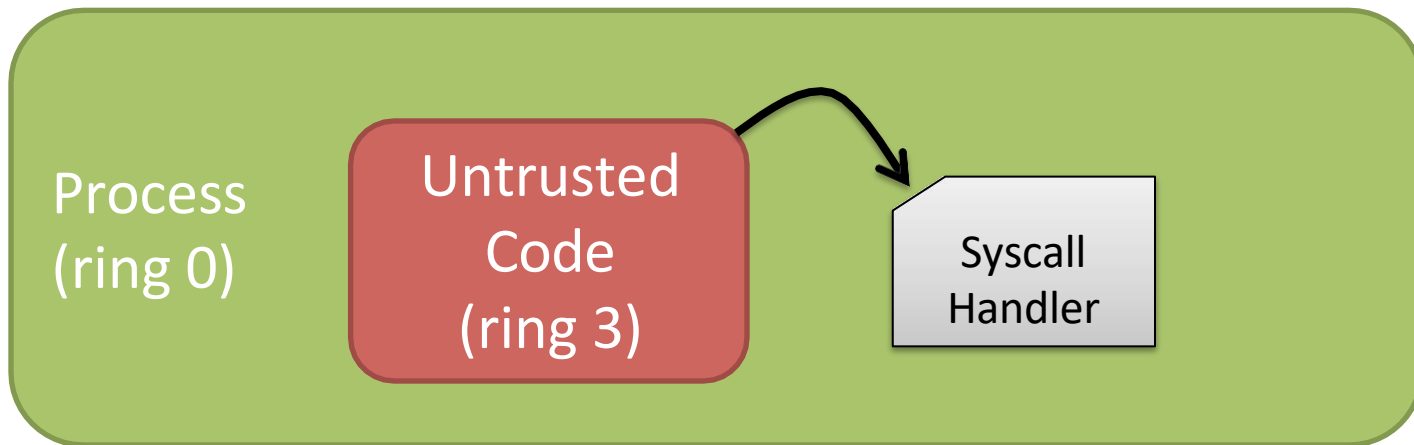 Process
(ring 0)
Untrusted
Code
(ring 3)
Syscall
Handler